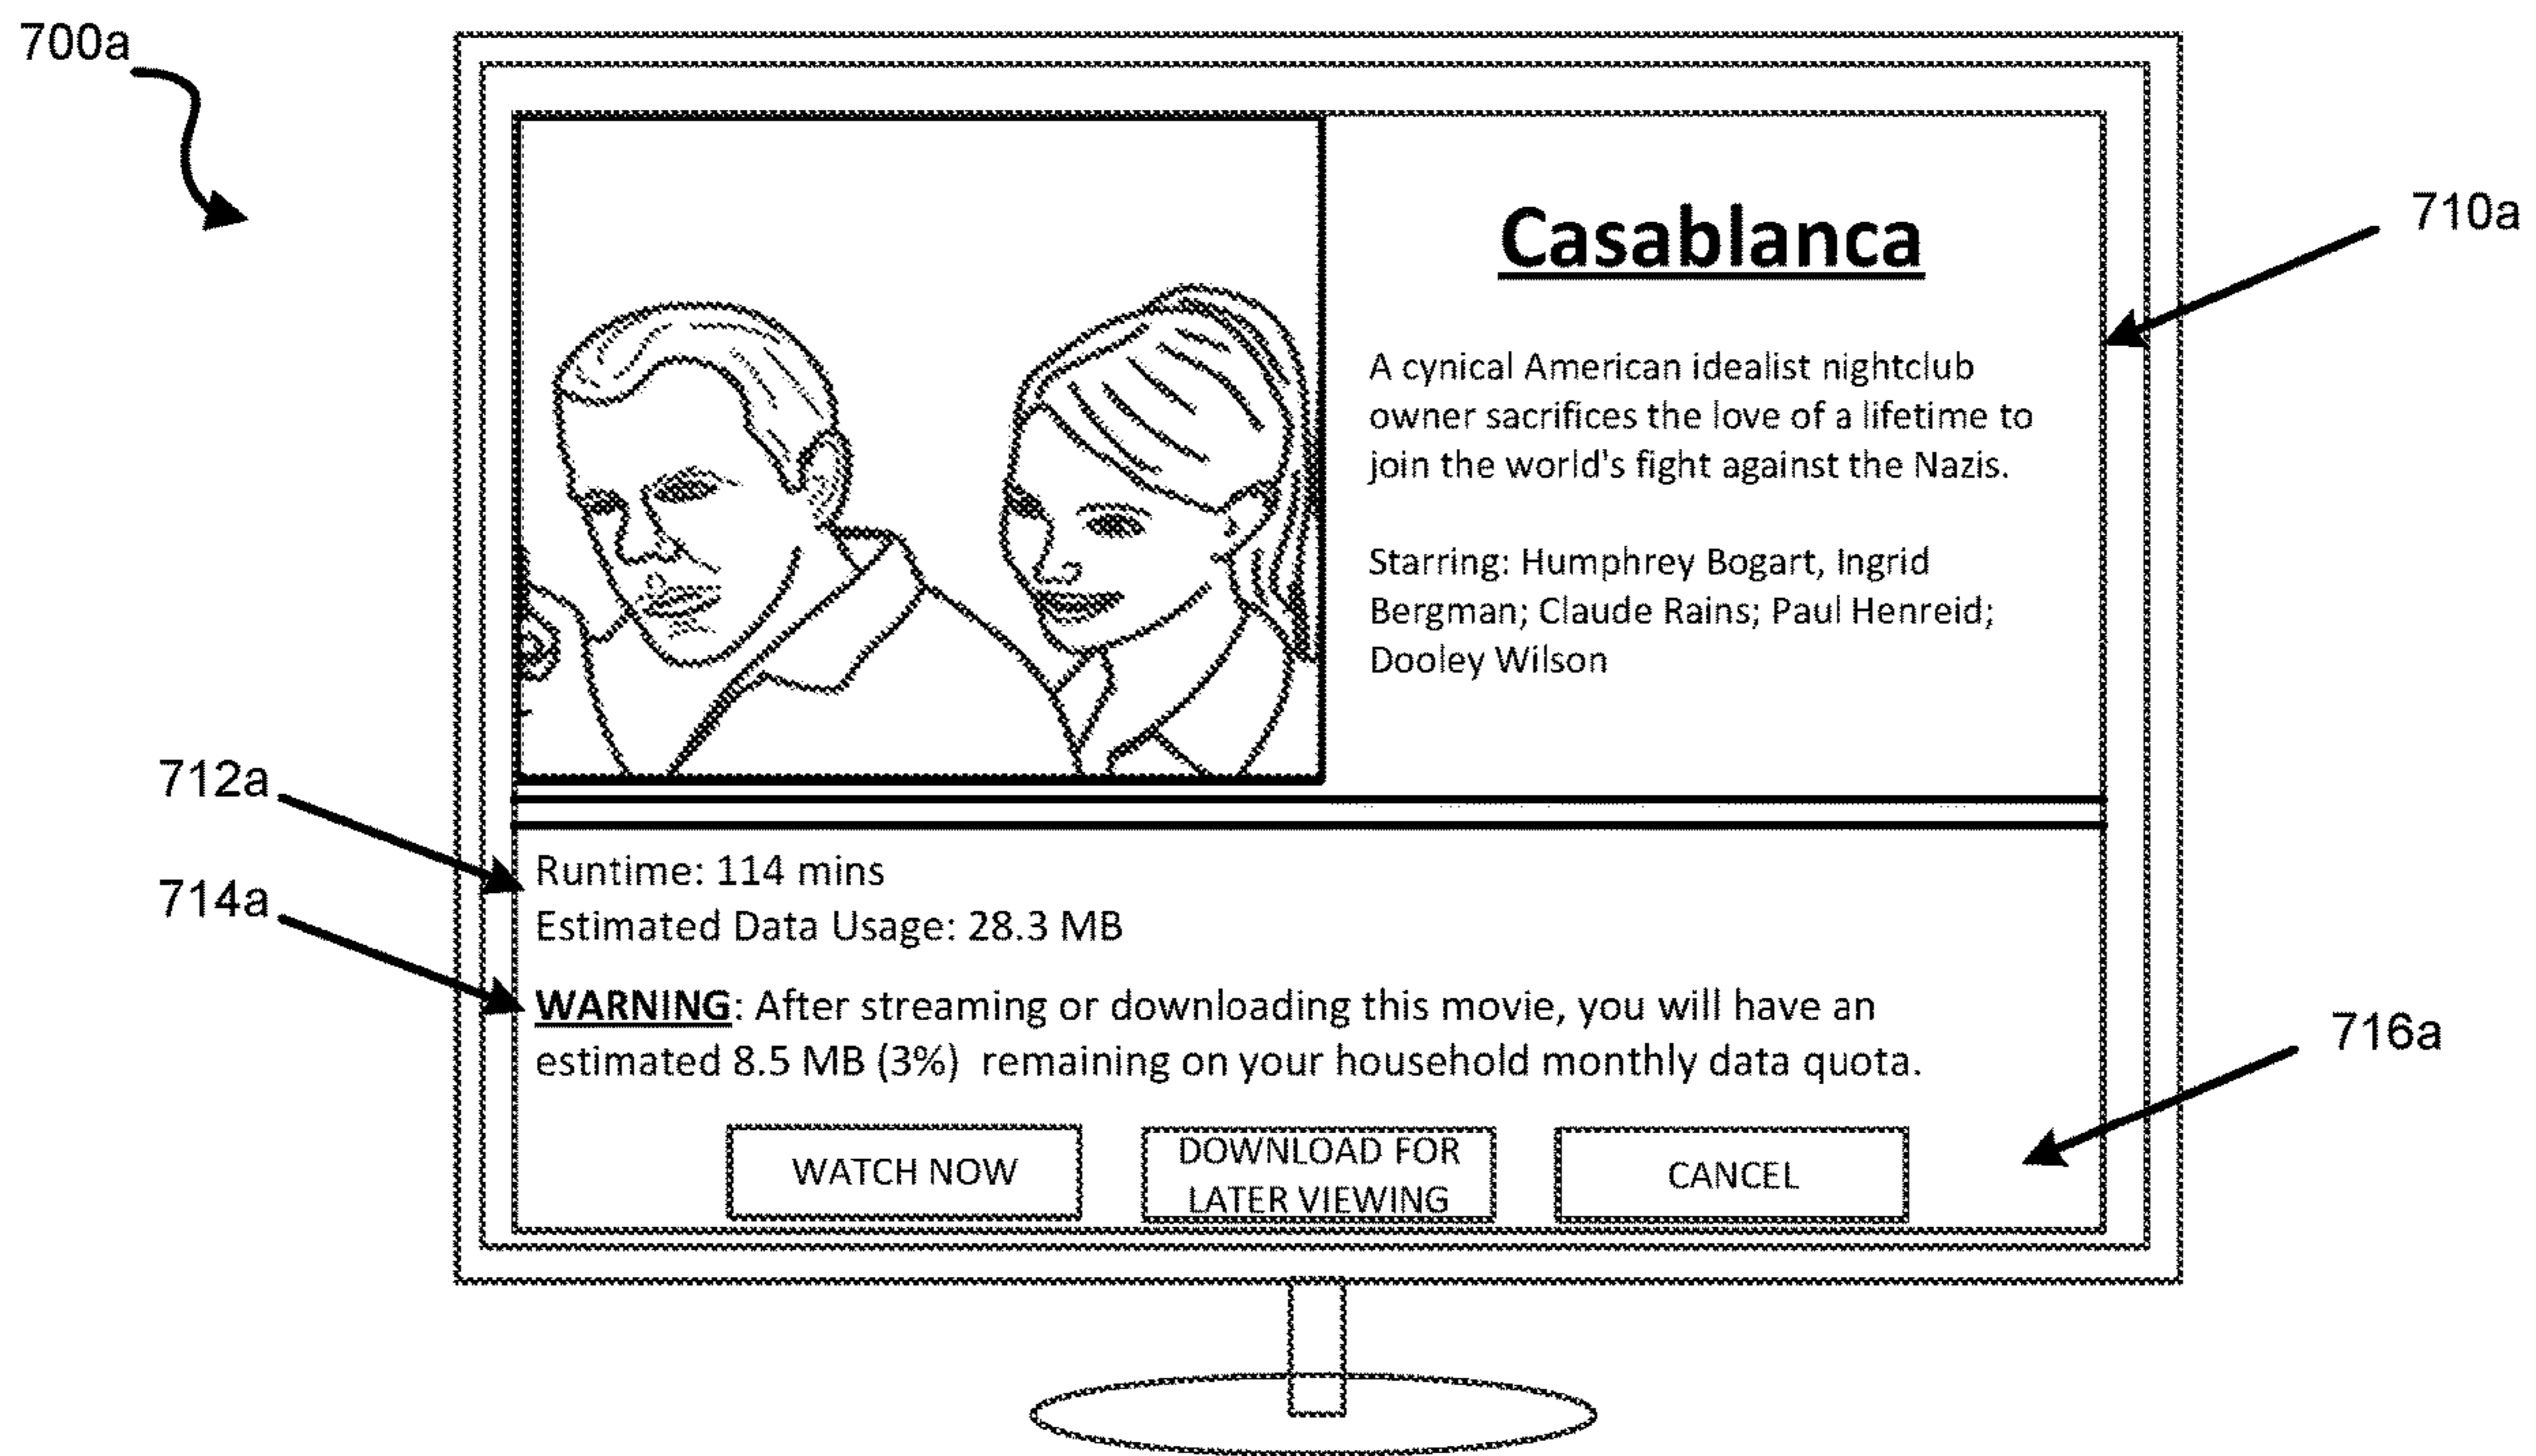 700a
710a
Casablanca
A cynical American idealist nightclub
owner sacrifices the love of a lifetime to
join the world's fight against the Nazis.
Starring: Humphrey Bogart, Ingrid
Bergman; Claude Rains; Paul Henreid;
Dooley Wilson
712a
Runtime: 114 mins
714a
Estimated Data Usage: 28.3 MB
WARNING: After streaming or downloading this movie, you will have an
estimated 8.5 MB (3%) remaining on your household monthly data quota.
716a
WATCH NOW
DOWNLOAD FOR
LATER VIEWING
CANCEL